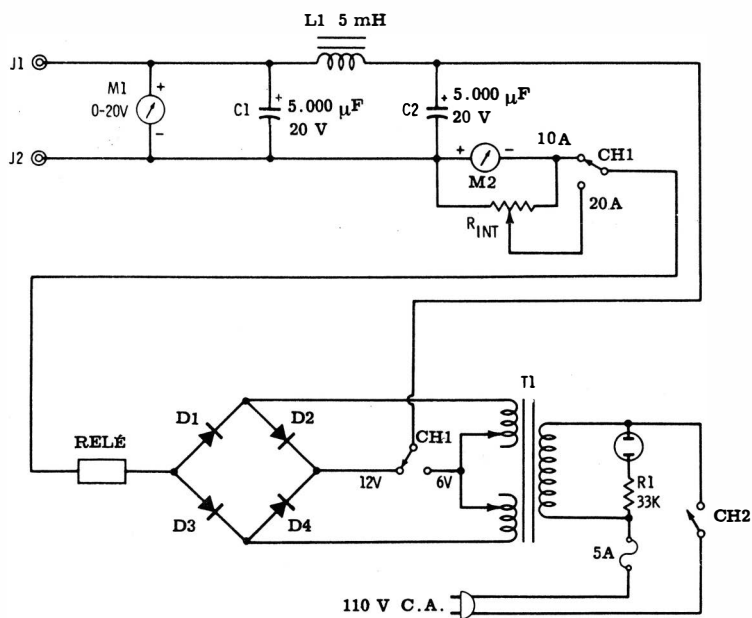 L1 5 mH
J1
M1
0-20V
+
-
C1
+
5.000 µF
20 V
C2
+
5.000 µF
20 V
J2
+
-
M2
10A
CH1
20A
RINT
T1
D1
D2
RELÉ
CH1
12V
6V
D3
D4
R1
33K
CH2
5A
110 V C.A.